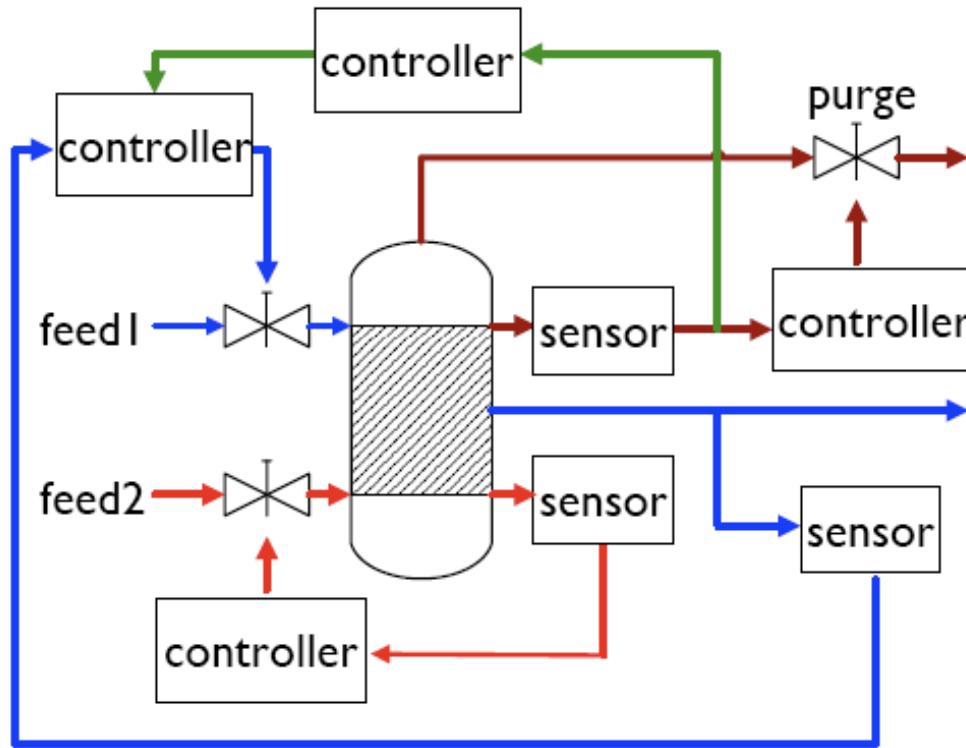 controller
purge
controller
feed1
sensor
controller
feed2
sensor
sensor
controller